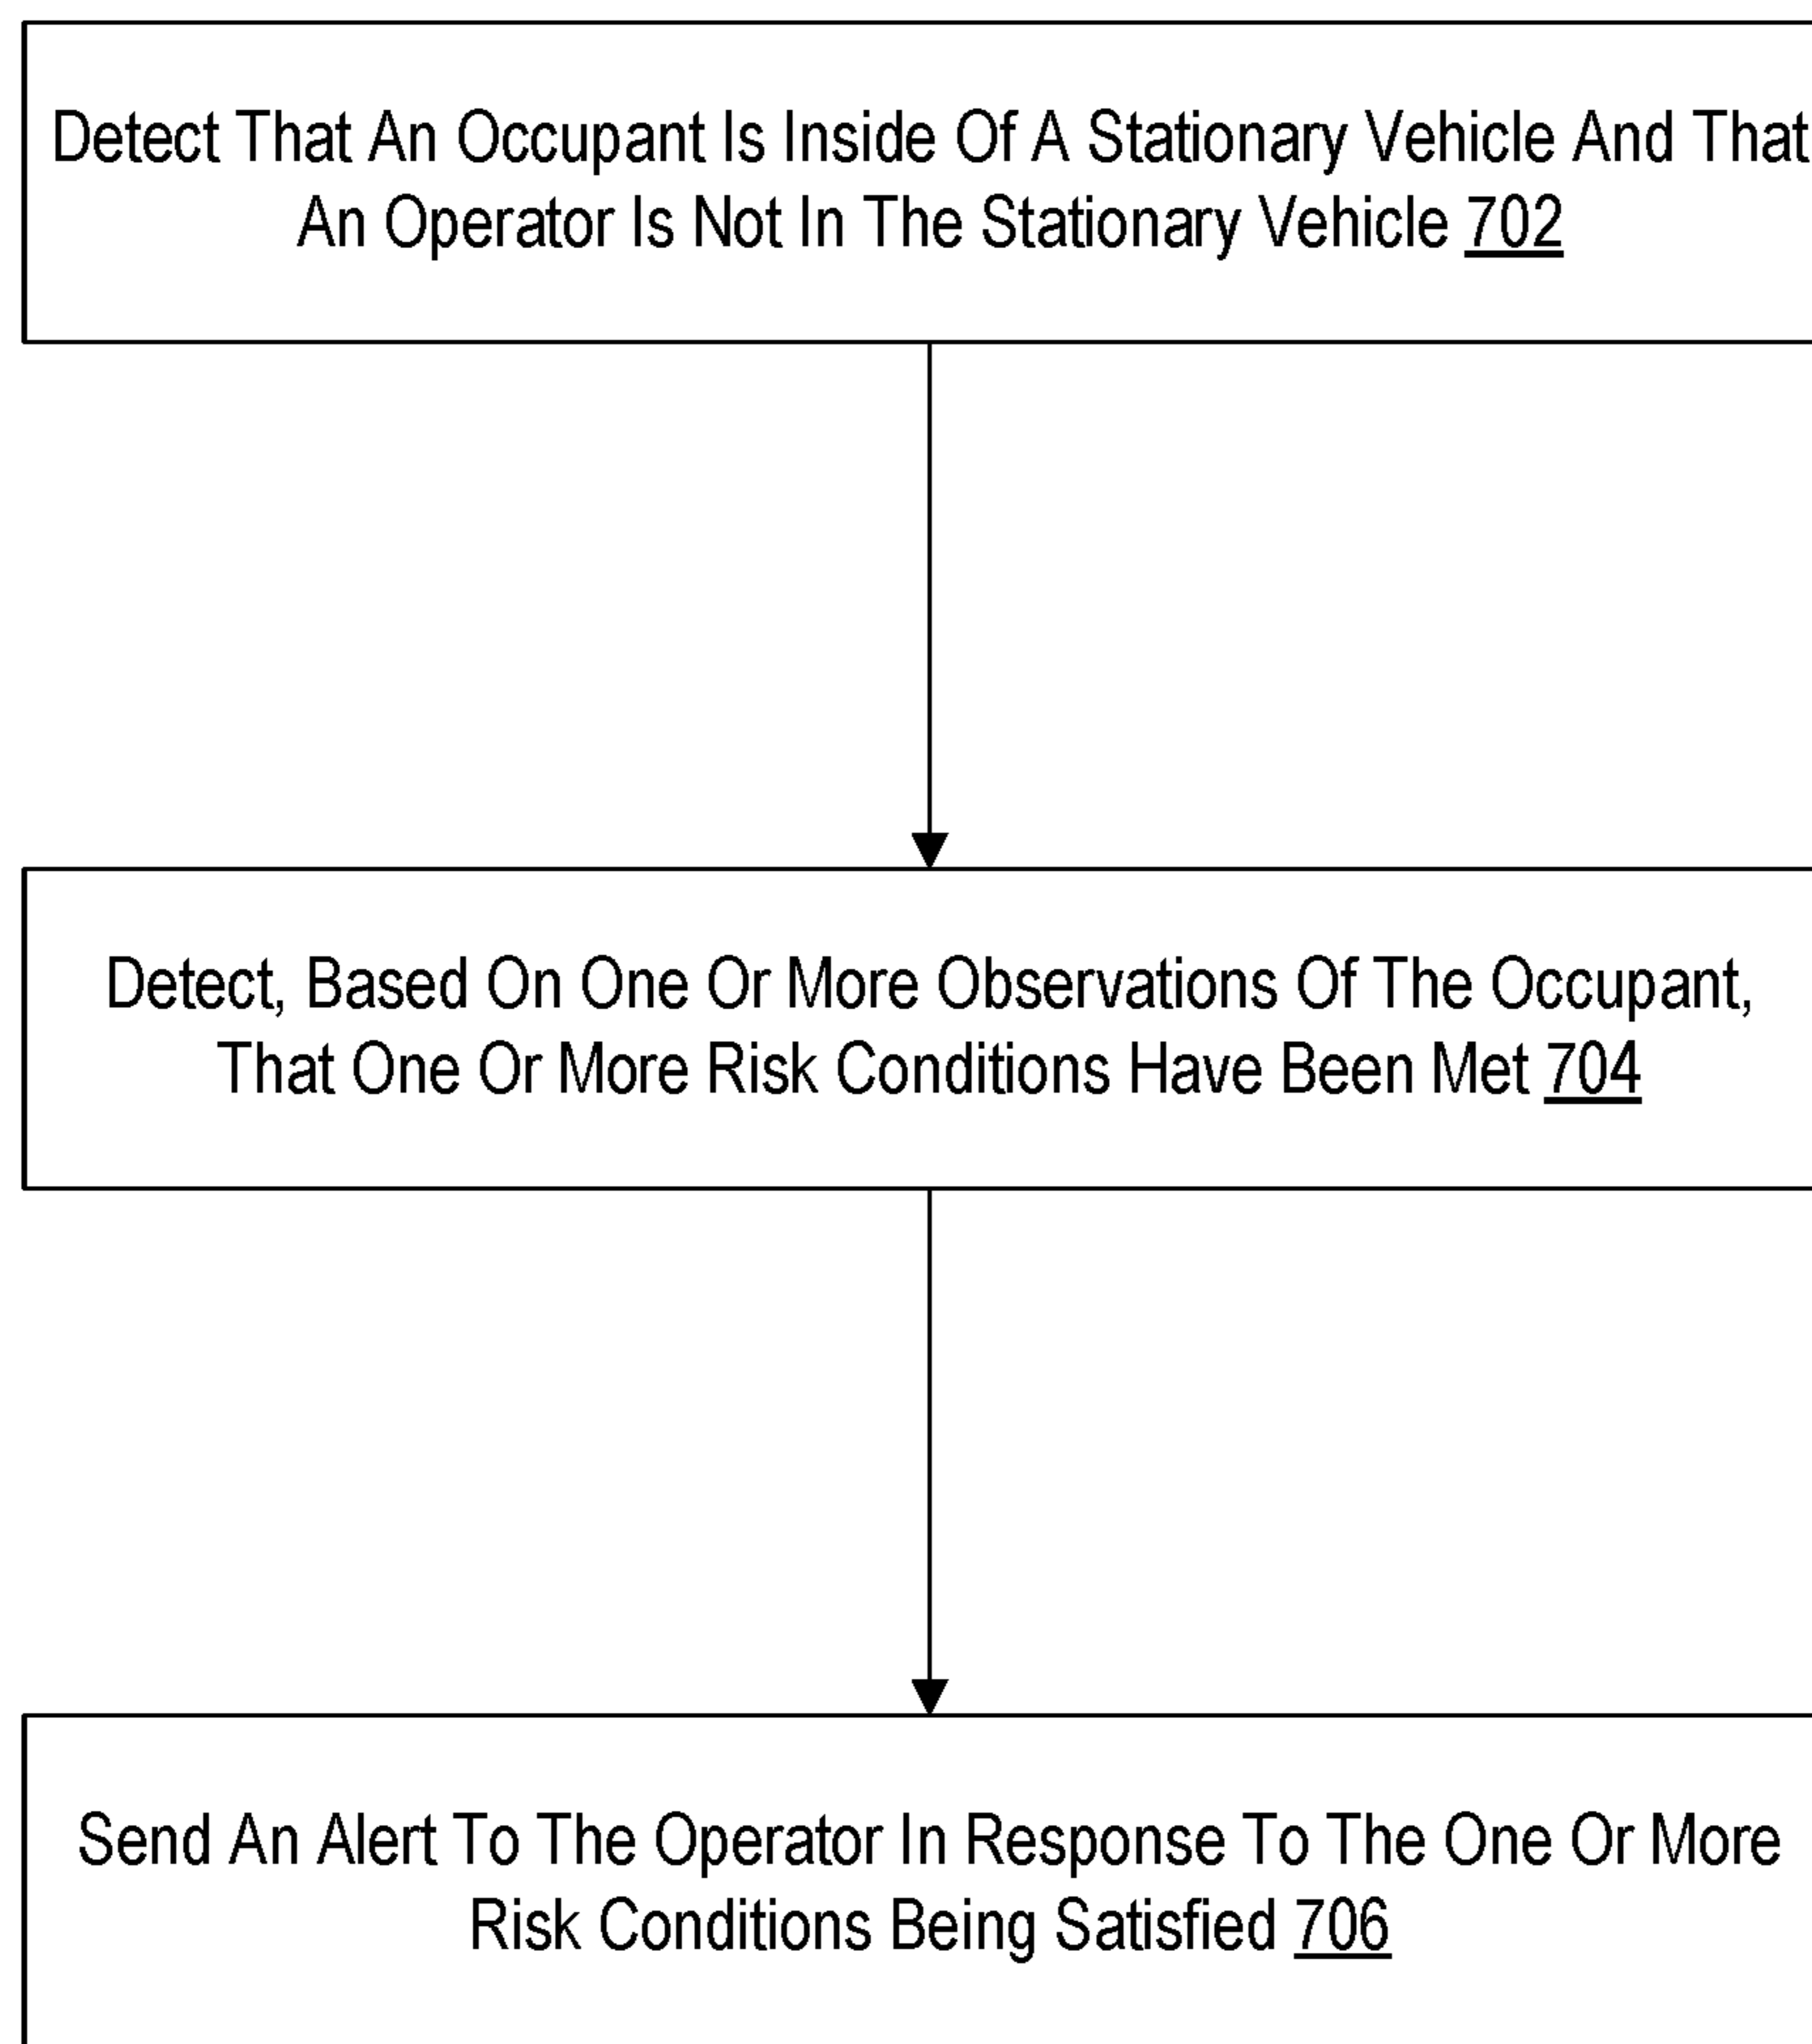 Detect That An Occupant Is Inside Of A Stationary Vehicle And That
An Operator Is Not In The Stationary Vehicle 702
Detect, Based On One Or More Observations Of The Occupant,
That One Or More Risk Conditions Have Been Met 704
Send An Alert To The Operator In Response To The One Or More
Risk Conditions Being Satisfied 706